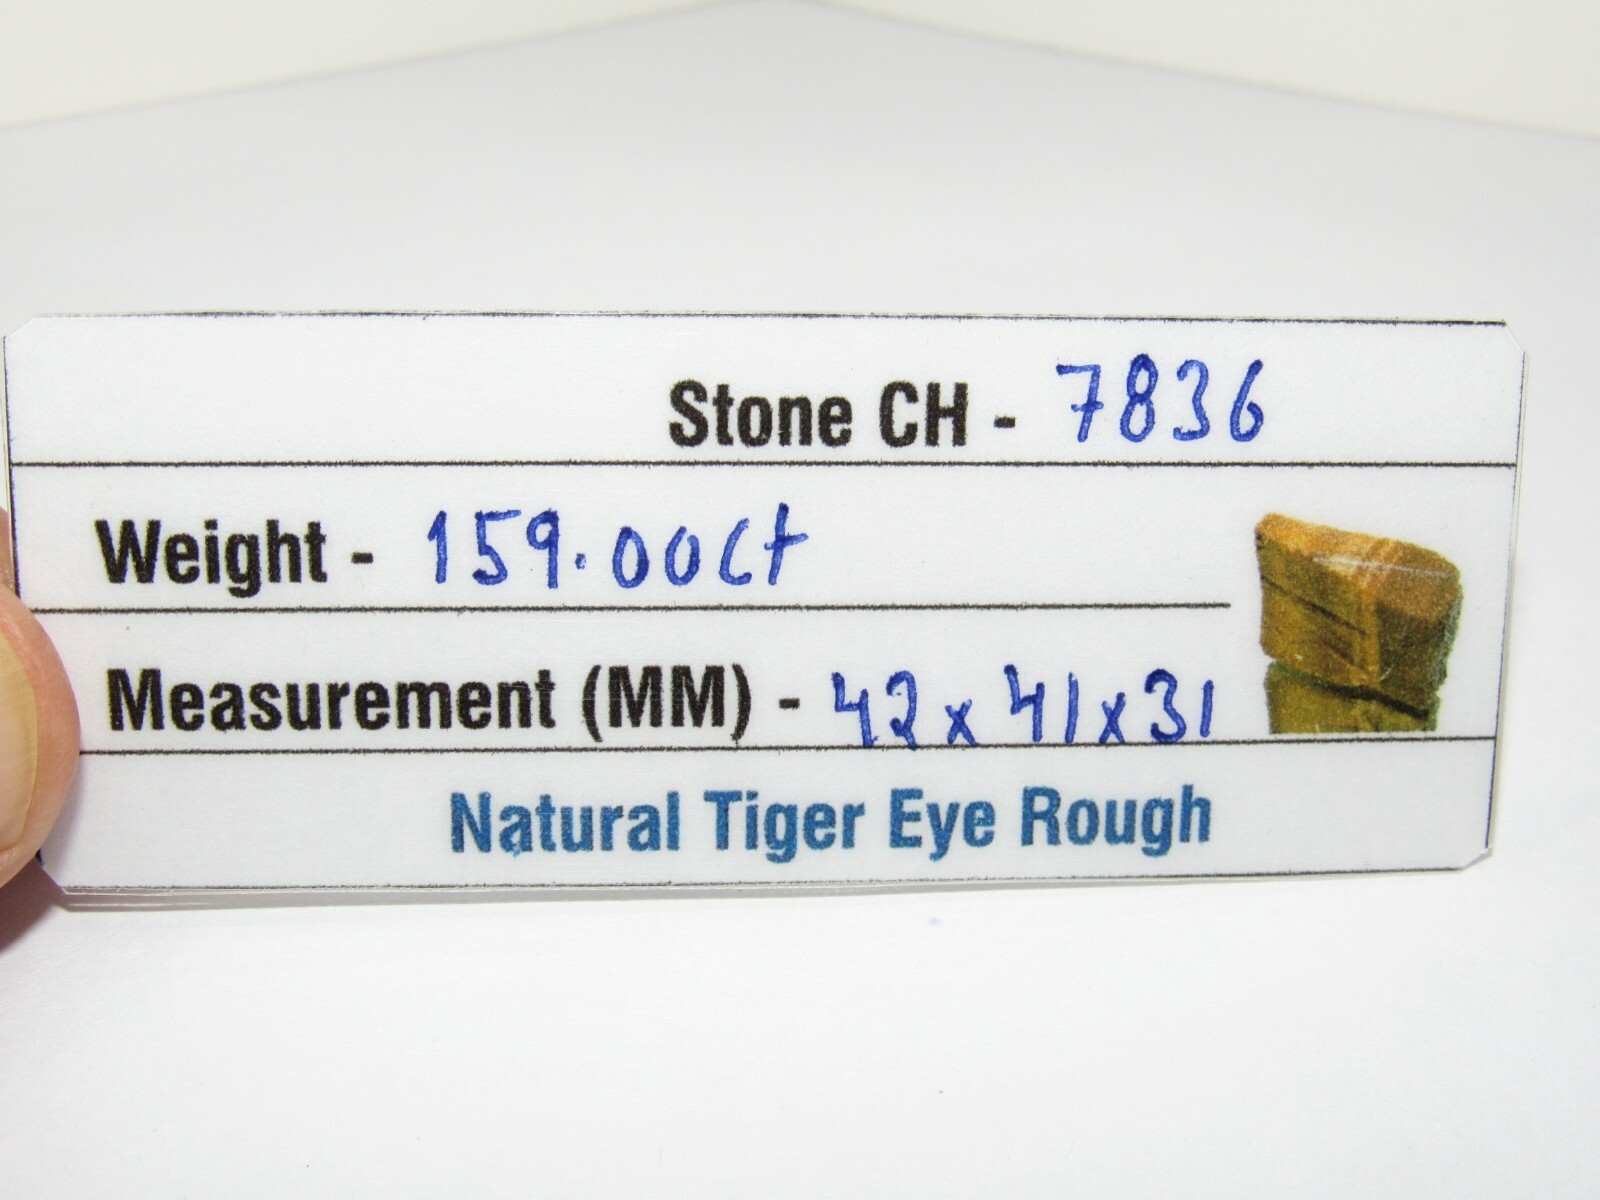 Stone CH - 7836
Weight - 159.00ct
Measurement (MM) - 42x41x31
Natural Tiger Eye Rough